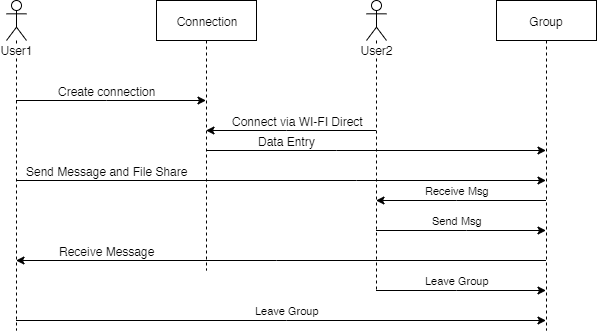 Connection
Group
User1
User2
Create connection
Connect via WI-FI Direct
Data Entry
Send Message and File Share
Receive Msg
Send Msg
Receive Message
Leave Group
Leave Group